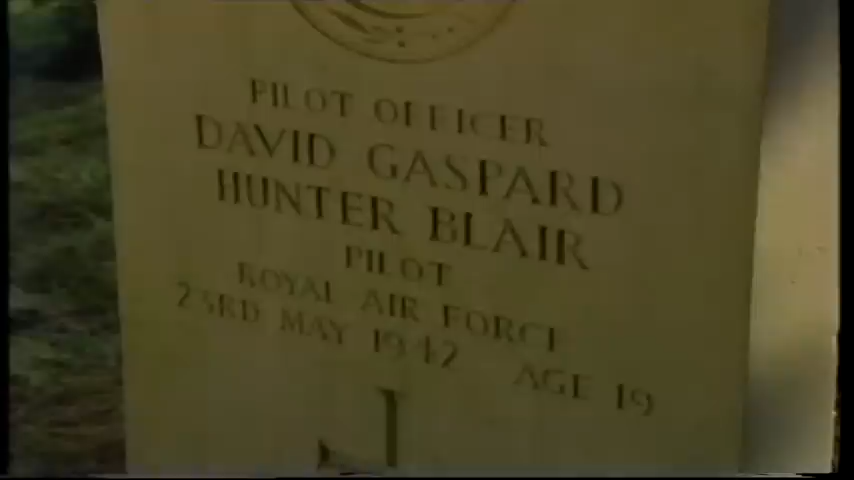 PILOT OFFICER
DAVID GASPARD
HUNTER BLAIR
PILOT
ROYAL AIR FORCE
23RD MAY 1942 AGE 19